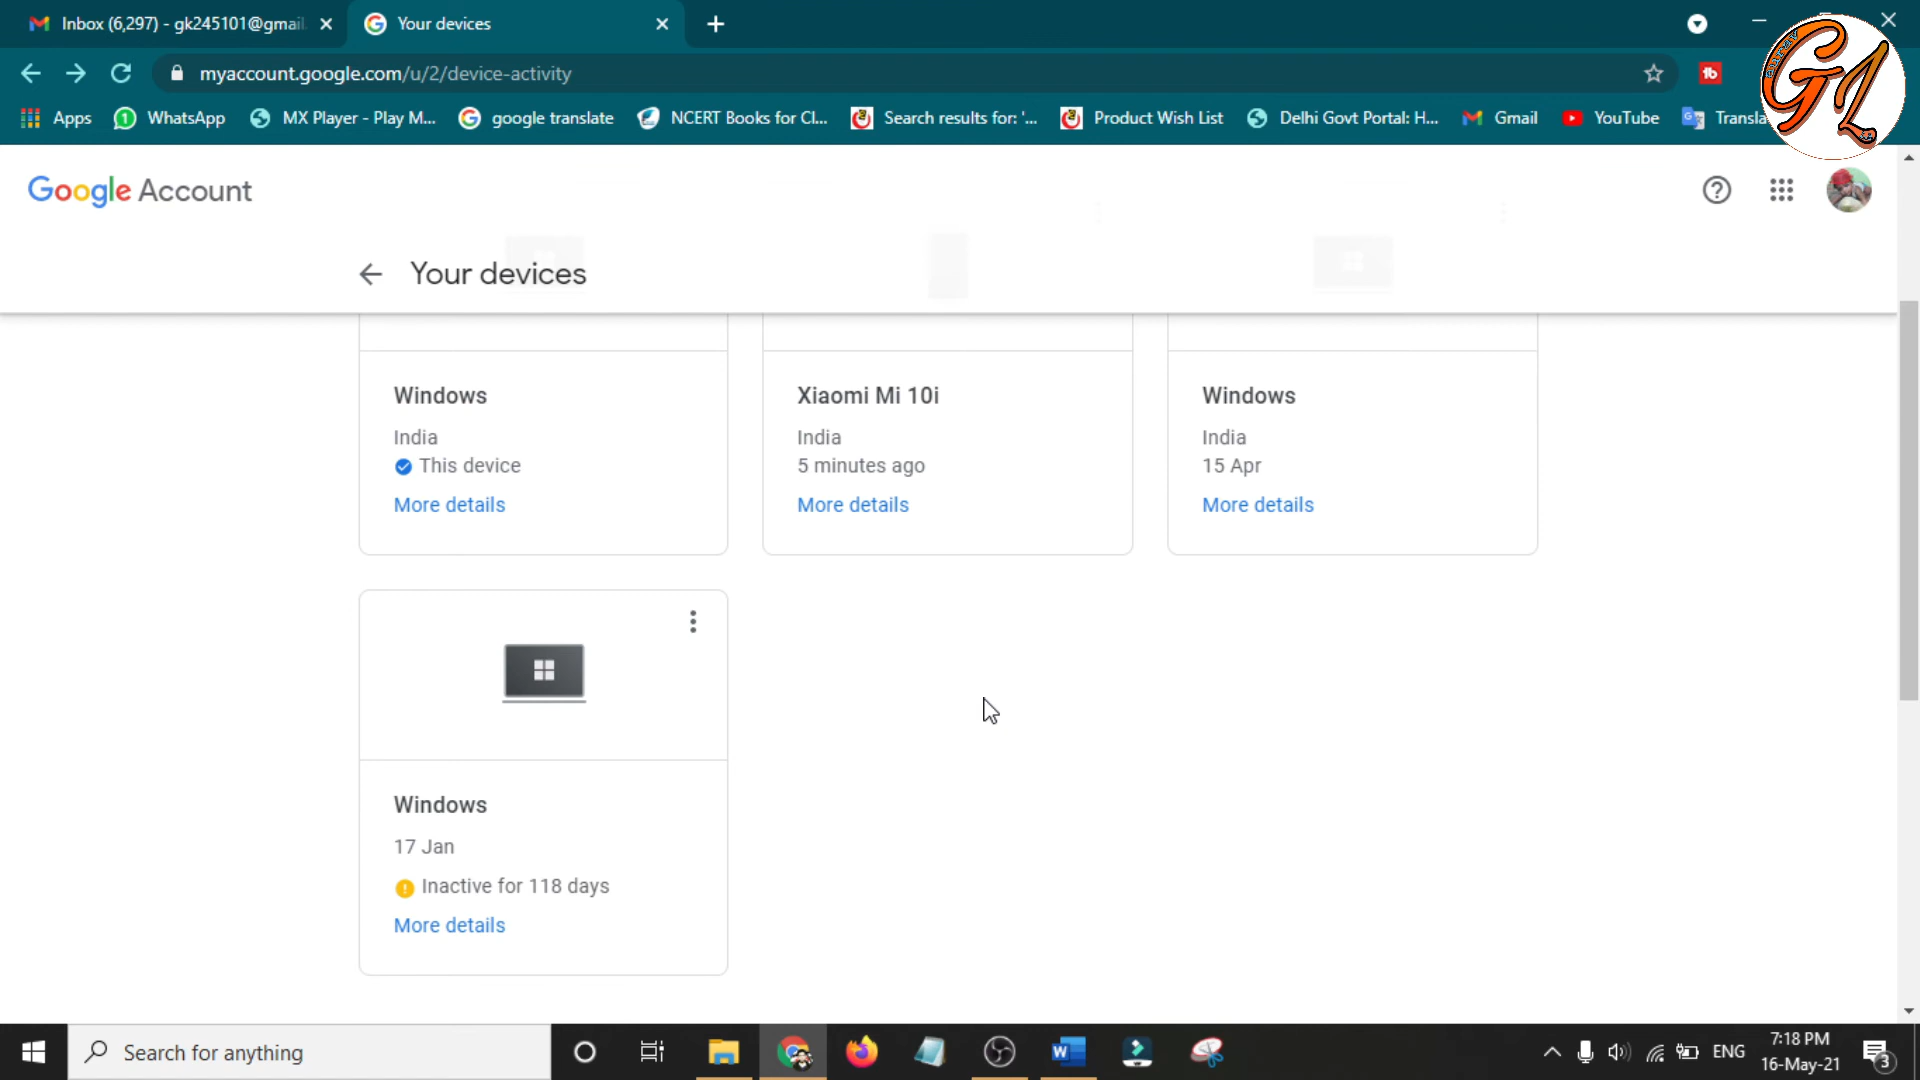 Inbox (6,297) - gk245101@gmail.
Your devices
myaccount.google.com/u/2/device-activity
Apps WhatsApp MX Player - Play M... google translate NCERT Books for Cl... Search results for: '... Product Wish List Delhi Govt Portal: H... Gmail YouTube Transla
GL
Google Account
Your devices
Windows
India
This device
More details
Xiaomi Mi 10i
India
5 minutes ago
More details
Windows
India
15 Apr
More details
Windows
17 Jan
Inactive for 118 days
More details
Search for anything
ENG
7:18 PM
16-May-21
3